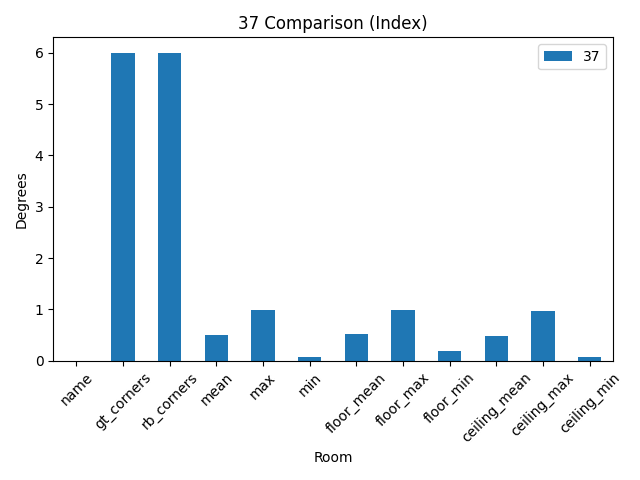 37 Comparison (Index)
37
Degrees
6
5
4
3
2
1
0
name
gt_corners
rb_corners
mean
max
min
floor_mean
floor_max
floor_min
ceiling_mean
ceiling_max
ceiling_min
Room